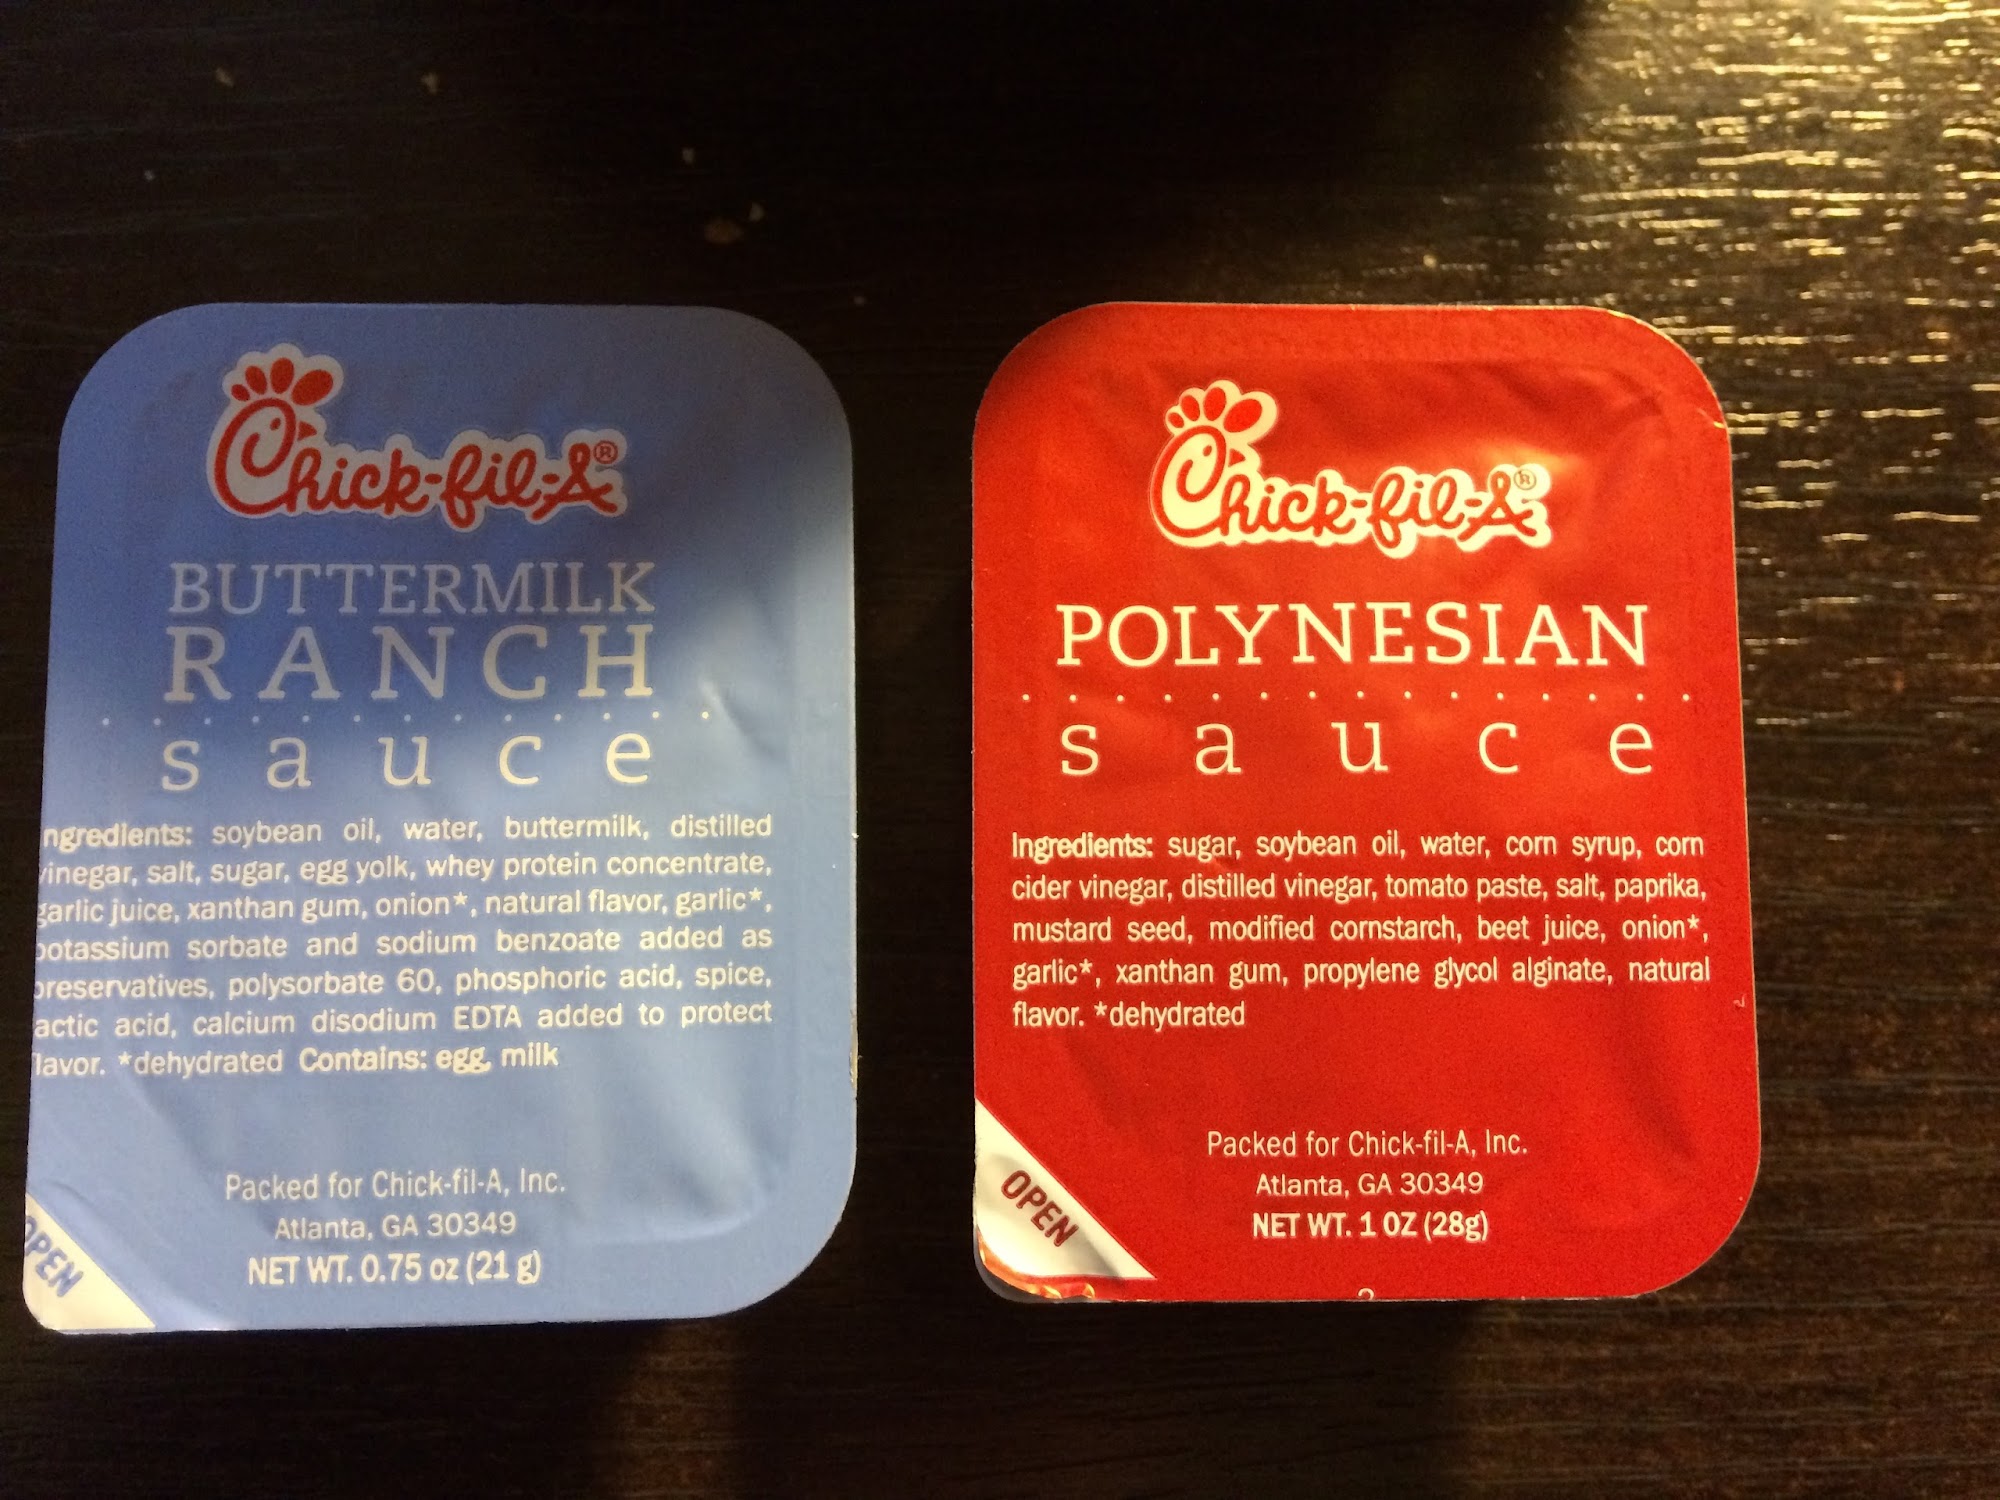 Chick-fil-A®
BUTTERMILK
RANCH
sauce
ngredients: soybean oil, water, buttermilk, distilled
vinegar, salt, sugar, egg yolk, whey protein concentrate,
garlic juice, xanthan gum, onion*, natural flavor, garlic*,
potassium sorbate and sodium benzoate added as
preservatives, polysorbate 60, phosphoric acid, spice,
actic acid, calcium disodium EDTA added to protect
flavor. *dehydrated Contains: egg, milk
Packed for Chick-fil-A, Inc.
Atlanta, GA 30349
NET WT. 0.75 oz (21 g)
OPEN
Chick-fil-A®
POLYNESIAN
sauce
Ingredients: sugar, soybean oil, water, corn syrup, corn
cider vinegar, distilled vinegar, tomato paste, salt, paprika,
mustard seed, modified cornstarch, beet juice, onion*,
garlic*, xanthan gum, propylene glycol alginate, natural
flavor. *dehydrated
Packed for Chick-fil-A, Inc.
Atlanta, GA 30349
NET WT. 1 OZ (28g)
OPEN